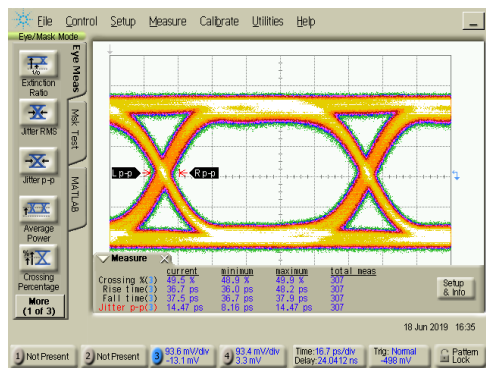 File Control Setup Measure Calibrate Utilities Help
Eye/Mask Mode
Extinction
Ratio
Jitter RMS
Jitter p-p
Average
Power
Crossing
Percentage
More
(1 of 3)
Eye Meas
Msk Test
MATLAB
L p-p
R p-p
Measure
current minimum maximum total meas
Crossing %(3) 49.5 % 48.9 % 49.9 % 307
Rise time(3) 36.7 ps 36.0 ps 48.2 ps 307
Fall time(3) 37.5 ps 36.7 ps 37.9 ps 307
Jitter p-p(3) 14.47 ps 8.16 ps 14.47 ps 307
Setup
& Info
18 Jun 2019 16:35
1 Not Present
2 Not Present
3 93.6 mV/div
-13.1 mV
4 93.4 mV/div
3.3 mV
Time:16.7 ps/div
Delay:24.0412 ns
Trig: Normal
-498 mV
Pattern
Lock